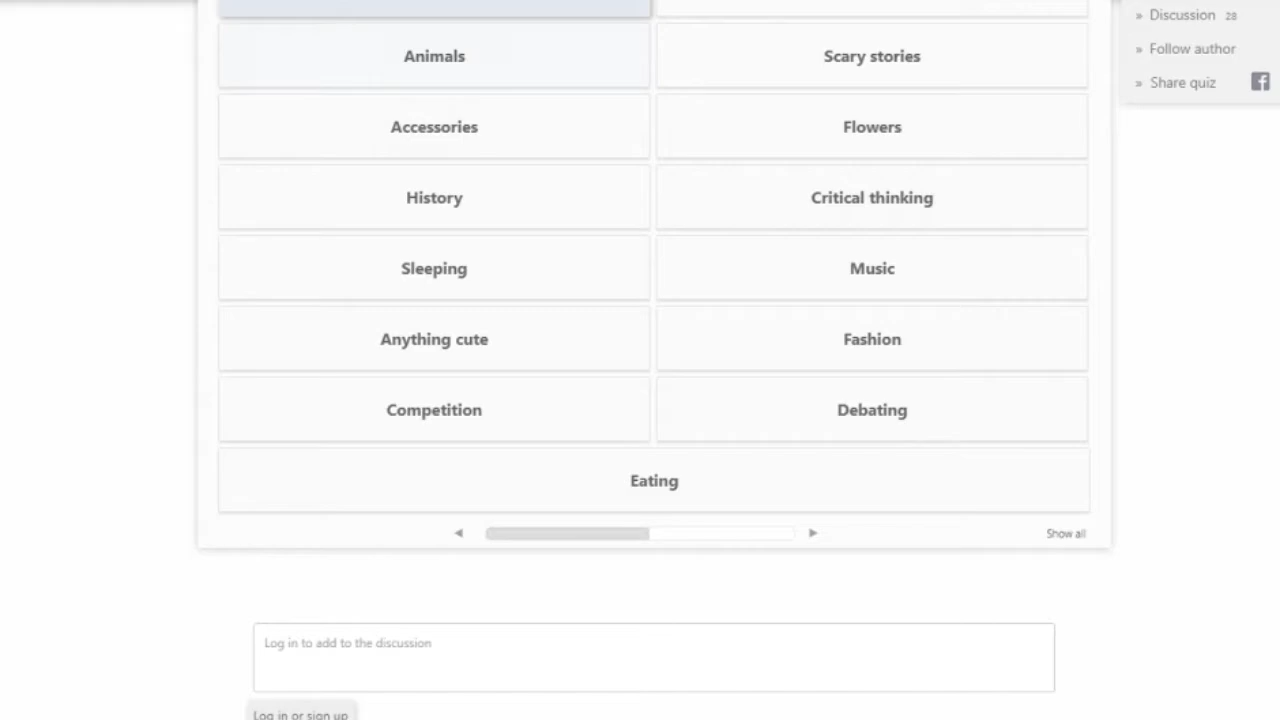 » Discussion 28
Animals
Scary stories
» Follow author
» Share quiz
Accessories
Flowers
History
Critical thinking
Sleeping
Music
Anything cute
Fashion
Competition
Debating
Eating
Show all
Log in to add to the discussion
Log in or sign up